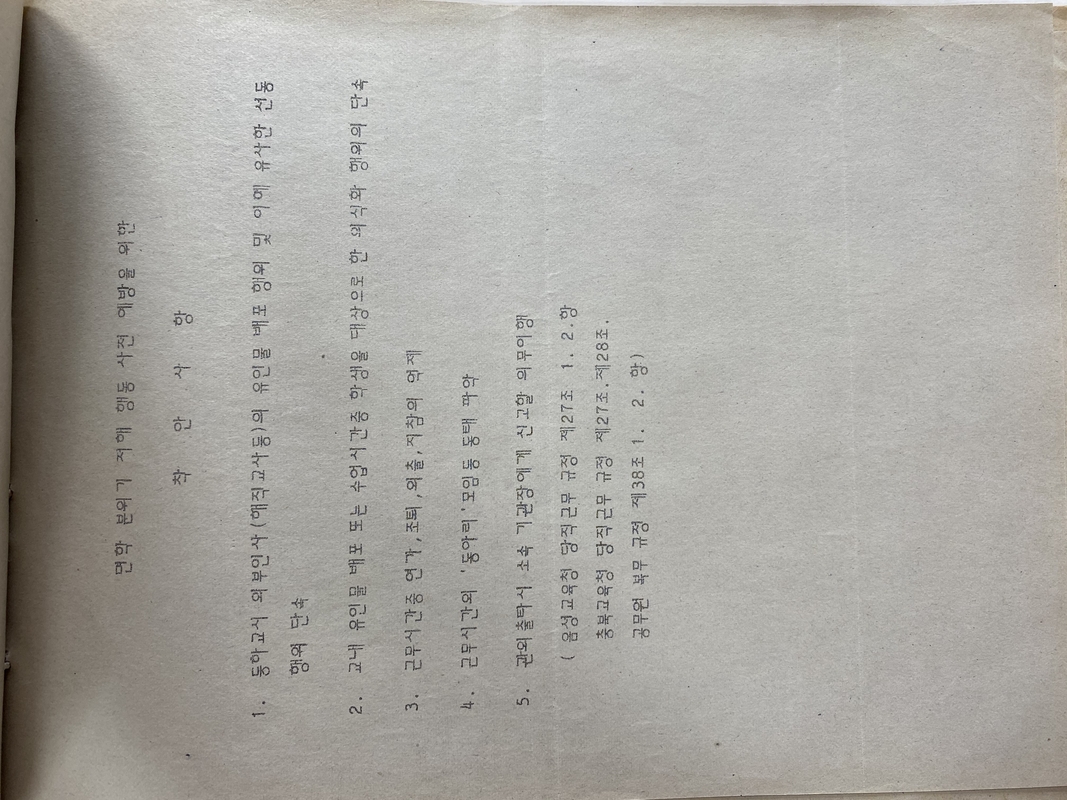 면학 분위기 저해 행동 사전 예방을 위한
착 안 사 항
1. 등하교시 외부인사(해직교사등)의 유인물 배포 행위 및 이에 유사한 선동
행위 단속
2. 교내 유인물 배포 또는 수업시간중 학생을 대상으로 한 의식화 행위의 단속
3. 근무시간중 연가,조퇴,외출,지참의 억제
4. 근무시간외 '동아리'모임등 동태 파악
5. 관외출타시 소속 기관장에게 신고할 의무이행
( 음성교육청 당직근무 규정 제27조 1. 2.항
충북교육청 당직근무 규정 제27조.제28조.
공무원 복무 규정 제38조1. 2. 항)